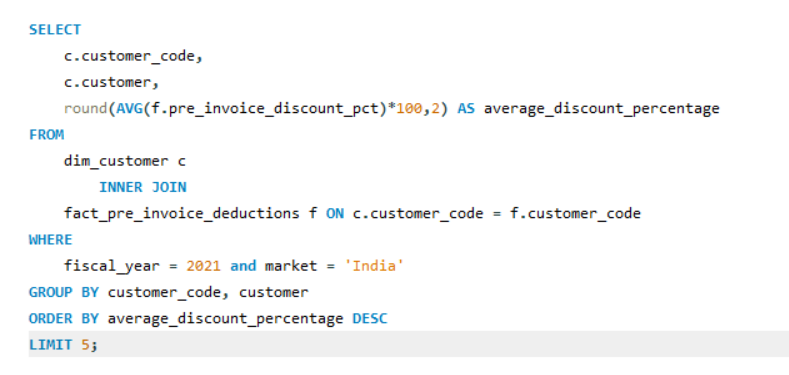 SELECT
c.customer_code,
c.customer,
round(AVG(f.pre_invoice_discount_pct)*100,2) AS average_discount_percentage
FROM
dim_customer c
INNER JOIN
fact_pre_invoice_deductions f ON c.customer_code = f.customer_code
WHERE
fiscal_year = 2021 and market = 'India'
GROUP BY customer_code, customer
ORDER BY average_discount_percentage DESC
LIMIT 5;